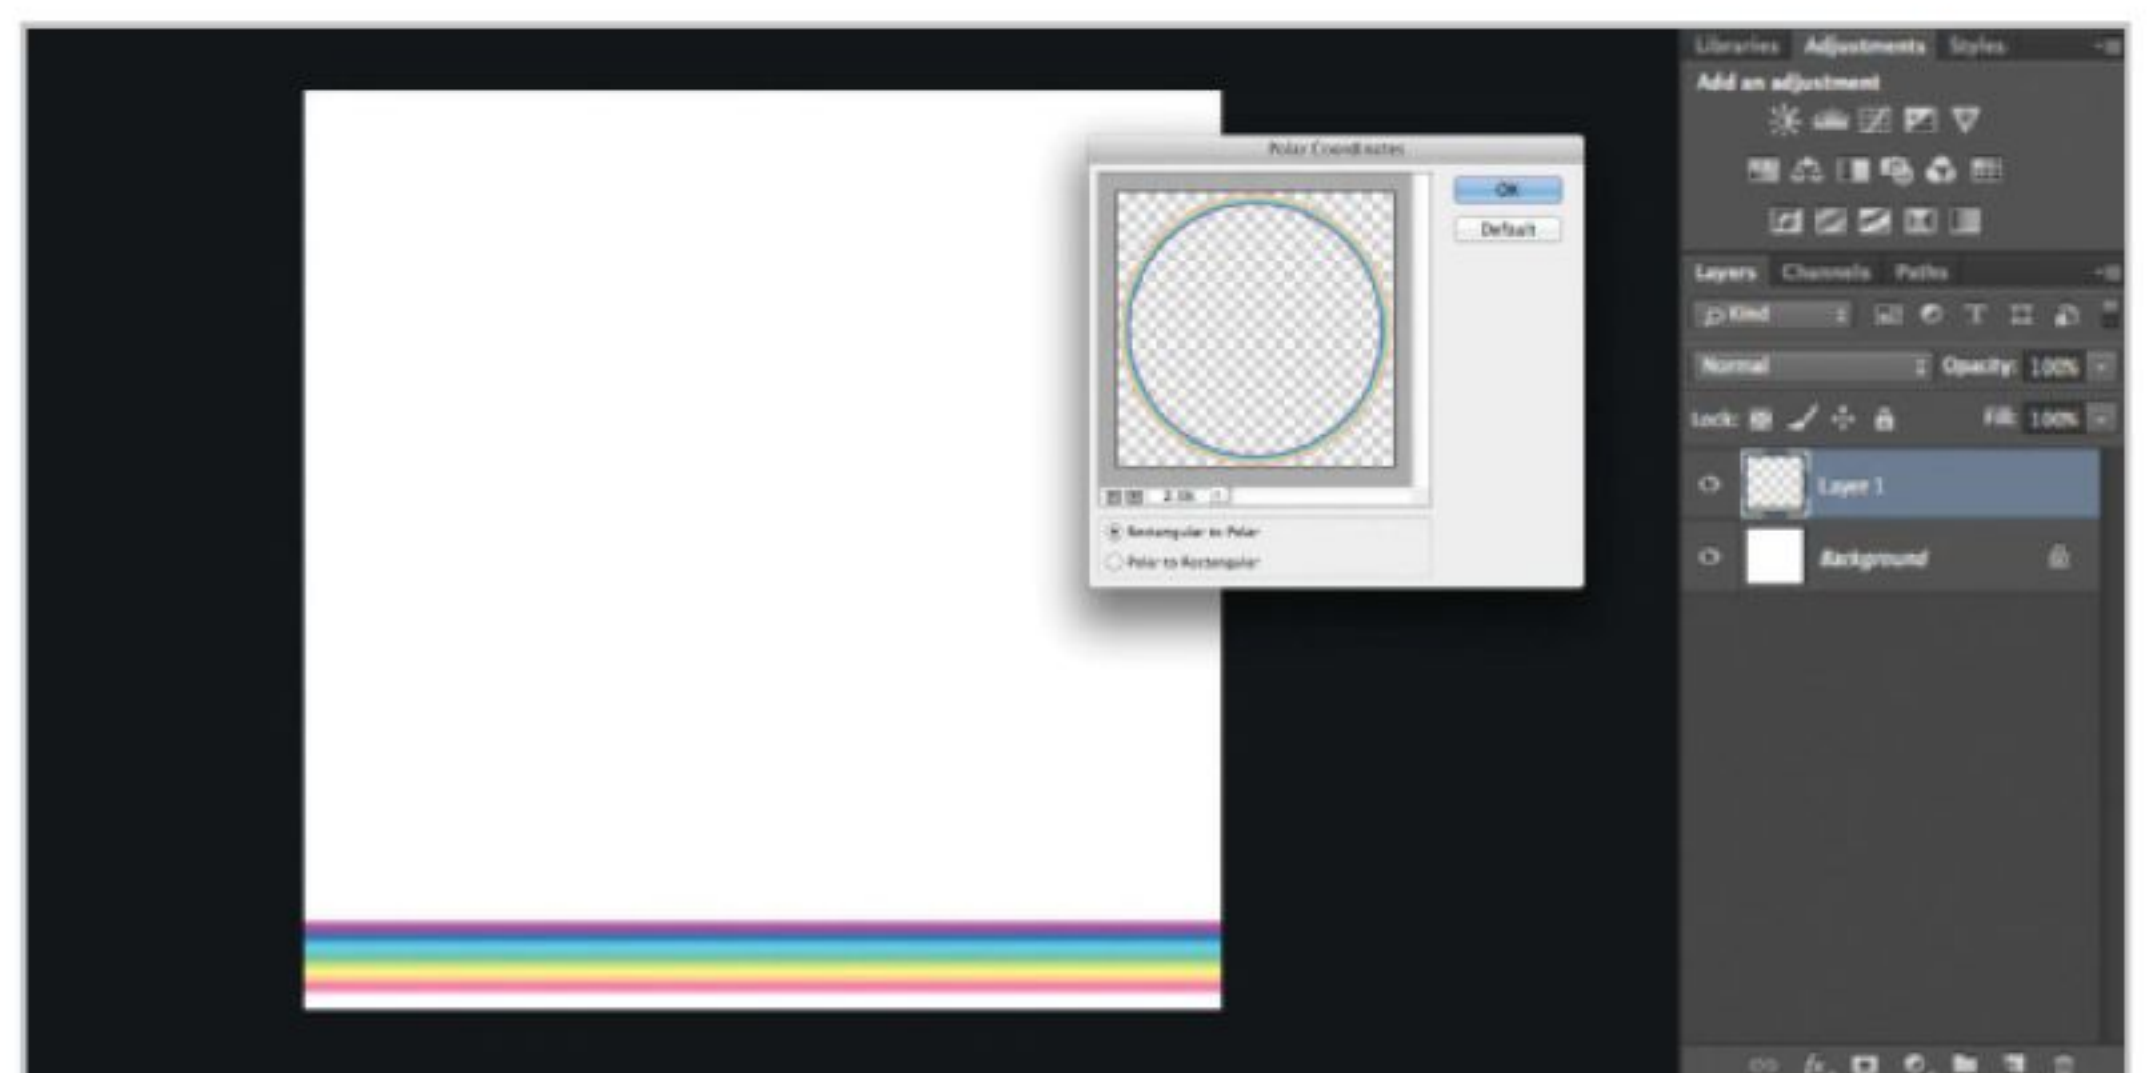 Libraries Adjustments Styles
Add an adjustment
Polar Coordinates
OK
Default
Layers Channels Paths
Kind
Normal Opacity: 100%
Lock: Fill: 100%
Layer 1
Rectangular to Polar
Polar to Rectangular
Background
fx